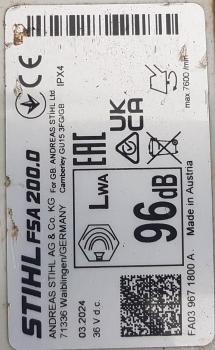 STIHL FSA 200.0
ANDREAS STIHL AG & Co. KG
71336 Waiblingen/GERMANY
03.2024
36 V d.c.
For GB: ANDREAS STIHL Ltd
Camberley GU15 3FG/GB
IPX4
CE
EAC
UK
CA
max 7600 /min
LWA
96dB
Made in Austria
FA03 967 1800 A